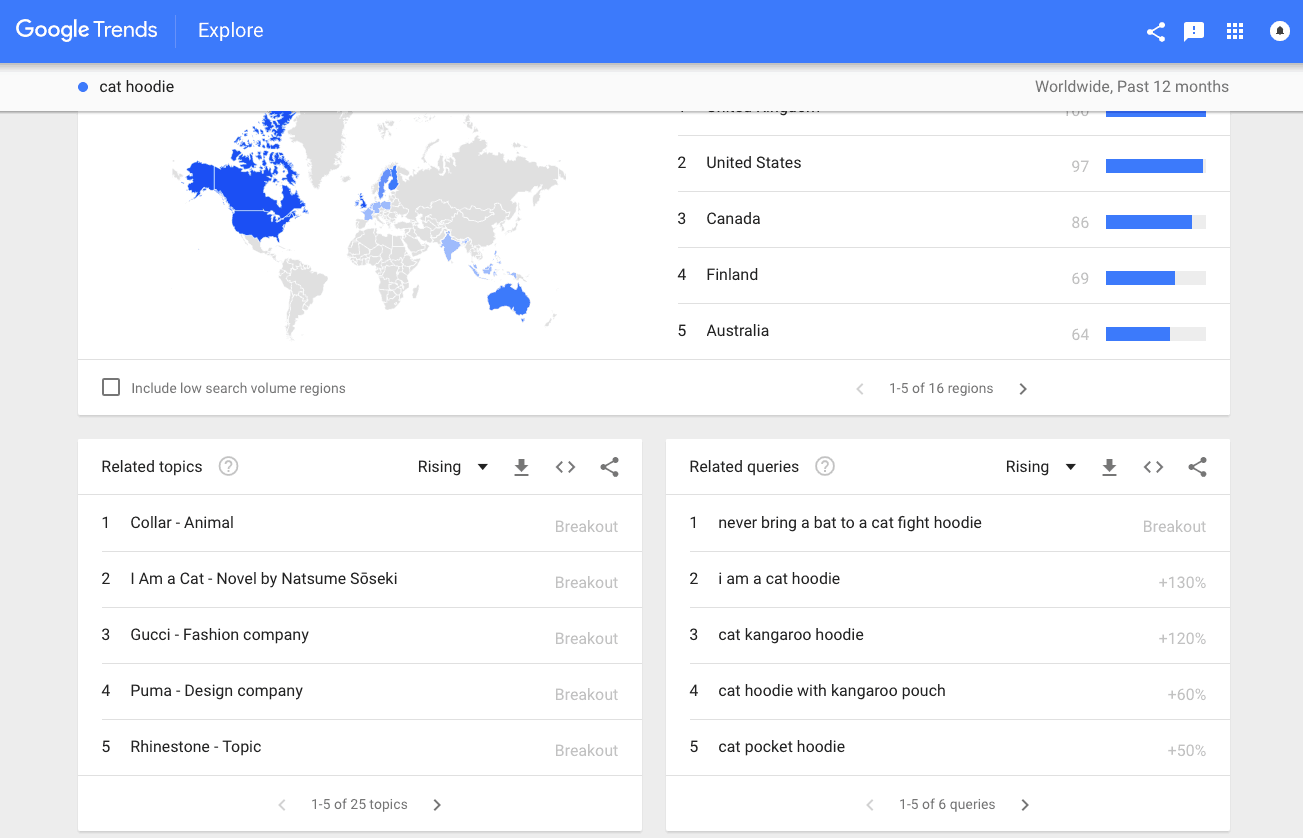 Google Trends Explore
cat hoodie Worldwide, Past 12 months
1 United Kingdom 100
2 United States 97
3 Canada 86
4 Finland 69
5 Australia 64
Include low search volume regions 1-5 of 16 regions
Related topics ? Rising
1 Collar - Animal Breakout
2 I Am a Cat - Novel by Natsume Sōseki Breakout
3 Gucci - Fashion company Breakout
4 Puma - Design company Breakout
5 Rhinestone - Topic Breakout
1-5 of 25 topics
Related queries ? Rising
1 never bring a bat to a cat fight hoodie Breakout
2 i am a cat hoodie +130%
3 cat kangaroo hoodie +120%
4 cat hoodie with kangaroo pouch +60%
5 cat pocket hoodie +50%
1-5 of 6 queries